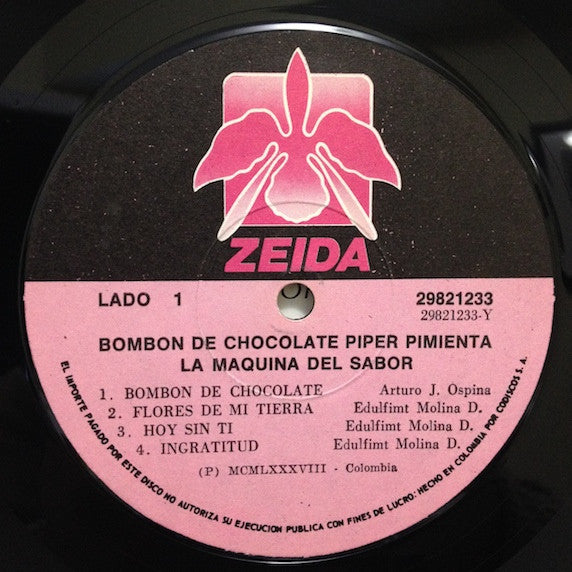 ZEIDA
LADO 1
29821233
29821233-Y
BOMBON DE CHOCOLATE PIPER PIMIENTA
LA MAQUINA DEL SABOR
1. BOMBON DE CHOCOLATE Arturo J. Ospina
2. FLORES DE MI TIERRA Edulfimt Molina D.
3. HOY SIN TI Edulfimt Molina D.
4. INGRATITUD Edulfimt Molina D.
(P) MCMLXXXVIII - Colombia
EL IMPORTE PAGADO POR ESTE DISCO NO AUTORIZA SU EJECUCION PUBLICA CON FINES DE LUCRO: HECHO EN COLOMBIA POR CODISCOS S. A.